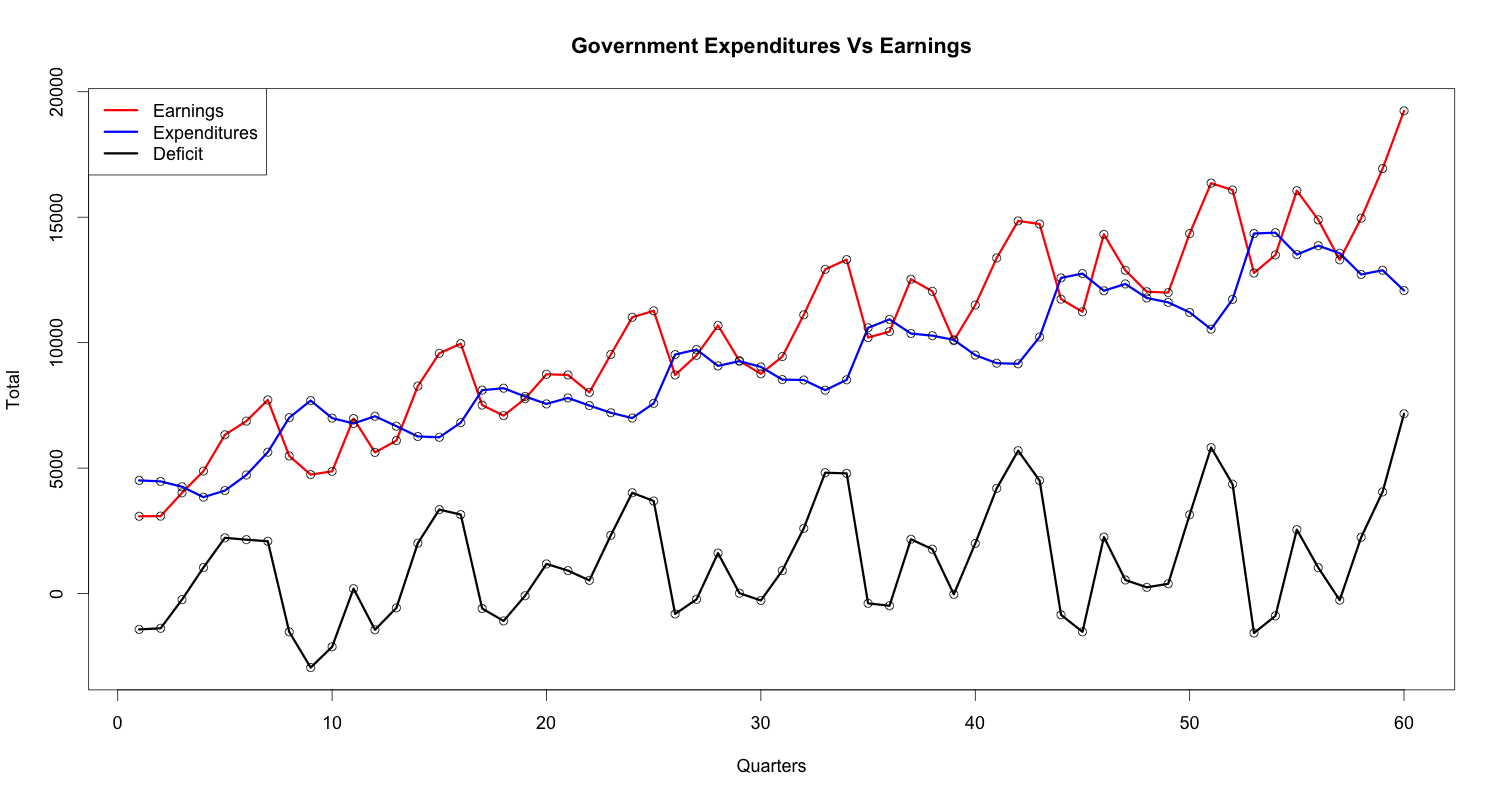 Government Expenditures Vs Earnings
Earnings
Expenditures
Deficit
20000
15000
10000
5000
0
Total
0 10 20 30 40 50 60
Quarters